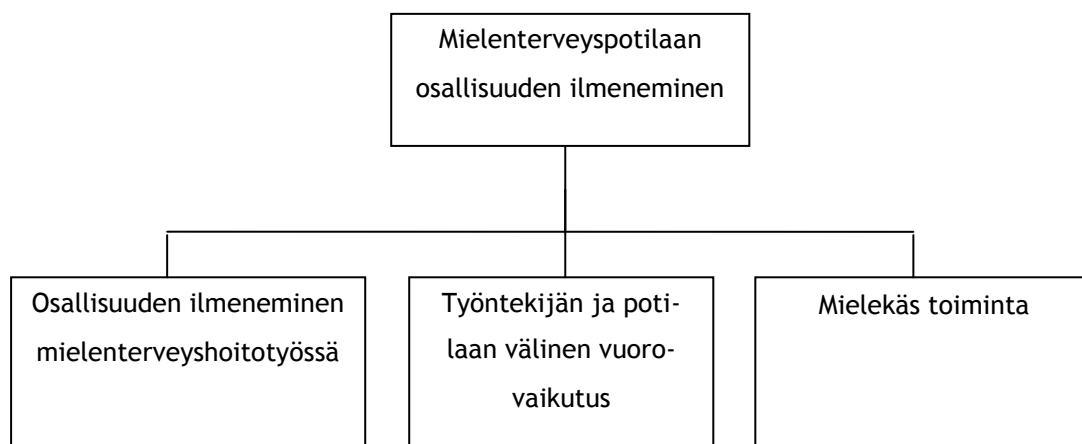 Mielenterveyspotilaan
osallisuuden ilmeneminen
Osallisuuden ilmeneminen
mielenterveyshoitotyössä
Työntekijän ja poti-
laan välinen vuoro-
vaikutus
Mielekäs toiminta